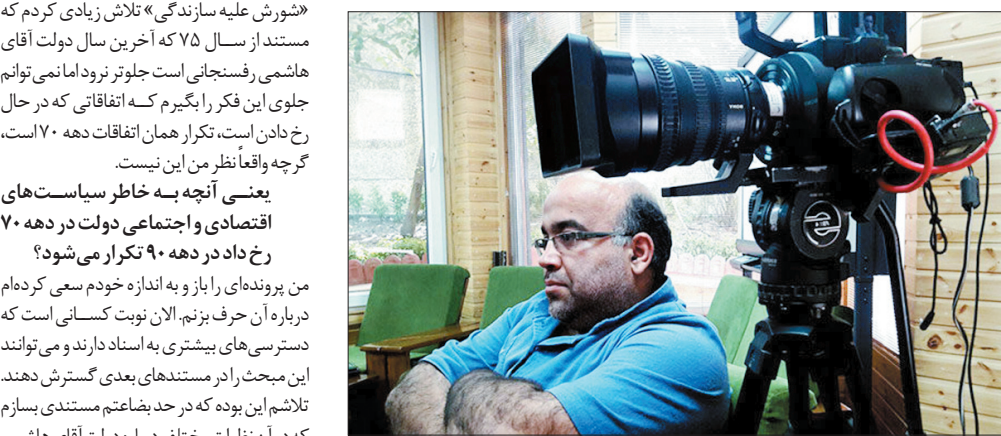 «شورش علیه سازندگی» تلاش زیادی کردم که
مستند از سال ۷۵ که آخرین سال دولت آقای
هاشمی رفسنجانی است جلوتر نرود اما نمی‌توانم
جلوی این فکر را بگیرم که اتفاقاتی که در حال
رخ دادن است، تکرار همان اتفاقات دهه ۷۰ است،
گرچه واقعاً نظر من این نیست.
یعنی آنچه به خاطر سیاست‌های
اقتصادی و اجتماعی دولت در دهه ۷۰
رخ داد در دهه ۹۰ تکرار می‌شود؟
من پرونده‌ای را باز و به اندازه خودم سعی کرده‌ام
درباره آن حرف بزنم. الان نوبت کسانی است که
دسترسی‌های بیشتری به اسناد دارند و می‌توانند
این مبحث را در مستندهای بعدی گسترش دهند.
تلاشم این بوده که در حد بضاعتم مستندی بسازم